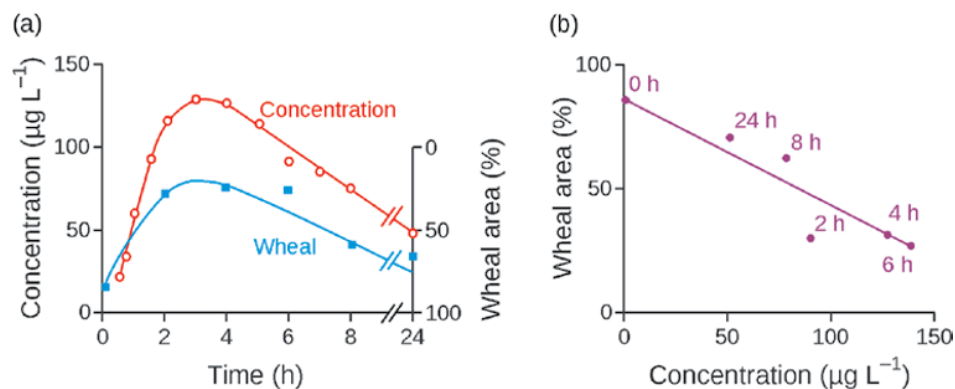 (a)
Concentration (µg L⁻¹)
150
100
50
0
Concentration
Wheal
0
50
100
Wheal area (%)
0 2 4 6 8 24
Time (h)
(b)
Wheal area (%)
100
50
0
0 h
24 h
8 h
2 h
4 h
6 h
0 50 100 150
Concentration (µg L⁻¹)